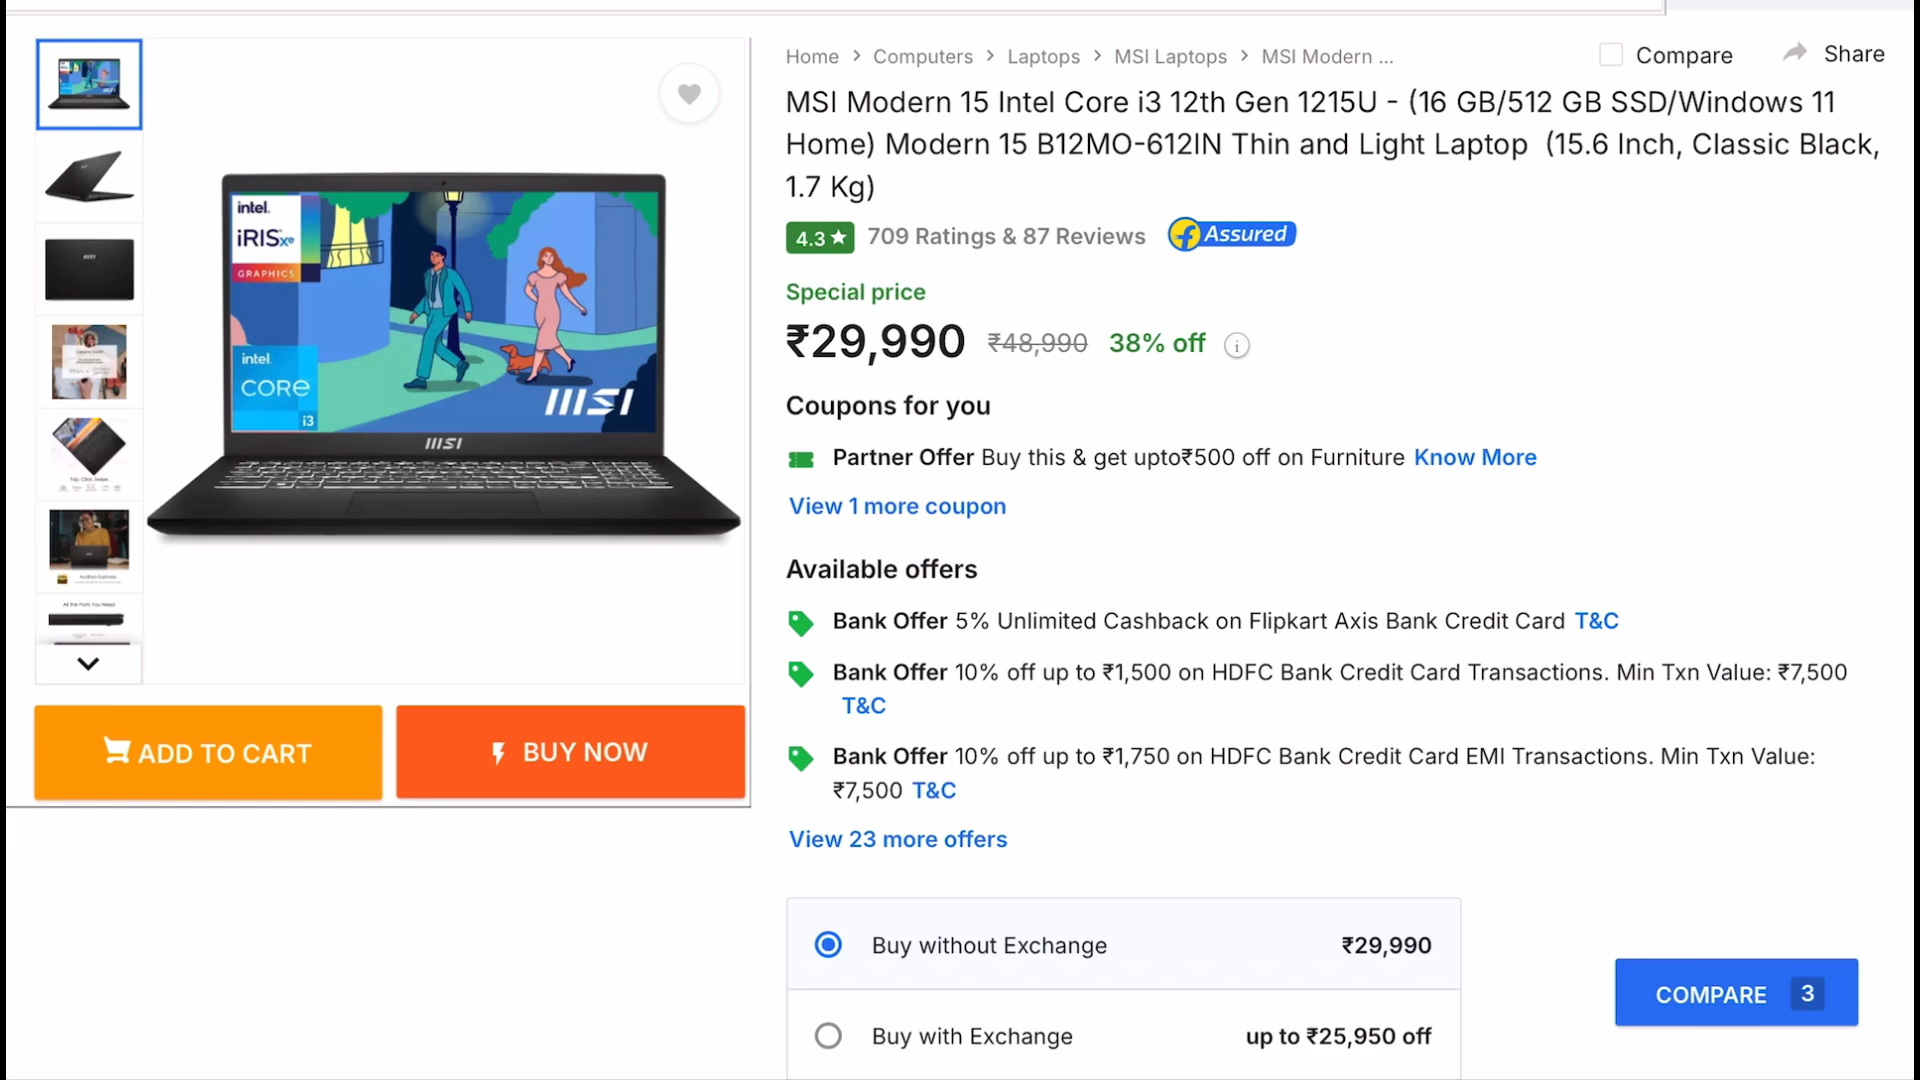 Home > Computers > Laptops > MSI Laptops > MSI Modern ...
Compare
Share
MSI Modern 15 Intel Core i3 12th Gen 1215U - (16 GB/512 GB SSD/Windows 11
Home) Modern 15 B12MO-612IN Thin and Light Laptop (15.6 Inch, Classic Black,
1.7 Kg)
4.3★ 709 Ratings & 87 Reviews
f Assured
Special price
₹29,990 ₹48,990 38% off i
Coupons for you
Partner Offer Buy this & get upto₹500 off on Furniture Know More
View 1 more coupon
Available offers
Bank Offer 5% Unlimited Cashback on Flipkart Axis Bank Credit Card T&C
Bank Offer 10% off up to ₹1,500 on HDFC Bank Credit Card Transactions. Min Txn Value: ₹7,500
T&C
Bank Offer 10% off up to ₹1,750 on HDFC Bank Credit Card EMI Transactions. Min Txn Value:
₹7,500 T&C
View 23 more offers
Buy without Exchange ₹29,990
Buy with Exchange up to ₹25,950 off
COMPARE 3
intel.
iRISxe
GRAPHICS
intel.
CORE
i3
msi
msi
Tap, Click, Swipe.
All the Ports You Need
ADD TO CART
BUY NOW